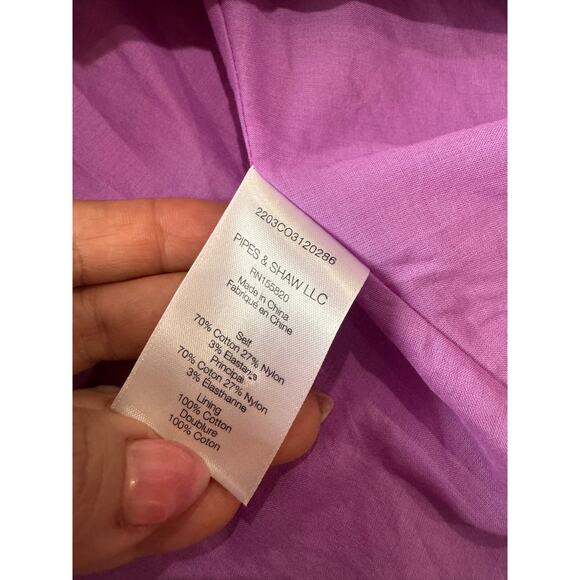 2203CO3120286
PIPES & SHAW LLC
RN155820
Made in China
Fabriqué en Chine
Self
70% Cotton 27% Nylon
3% Elastane
Principal
70% Coton 27% Nylon
3% Elasthanne
Lining
100% Cotton
Doublure
100% Coton